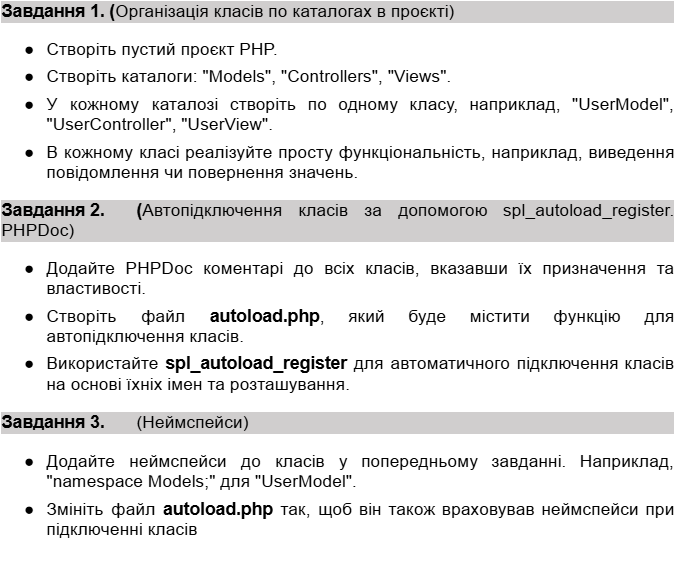 Завдання 1. (Організація класів по каталогах в проєкті)
● Створіть пустий проєкт PHP.
● Створіть каталоги: "Models", "Controllers", "Views".
● У кожному каталозі створіть по одному класу, наприклад, "UserModel",
"UserController", "UserView".
● В кожному класі реалізуйте просту функціональність, наприклад, виведення
повідомлення чи повернення значень.
Завдання 2. (Автопідключення класів за допомогою spl_autoload_register.
PHPDoc)
● Додайте PHPDoc коментарі до всіх класів, вказавши їх призначення та
властивості.
● Створіть файл autoload.php, який буде містити функцію для
автопідключення класів.
● Використайте spl_autoload_register для автоматичного підключення класів
на основі їхніх імен та розташування.
Завдання 3. (Неймспейси)
● Додайте неймспейси до класів у попередньому завданні. Наприклад,
"namespace Models;" для "UserModel".
● Змініть файл autoload.php так, щоб він також враховував неймспейси при
підключенні класів